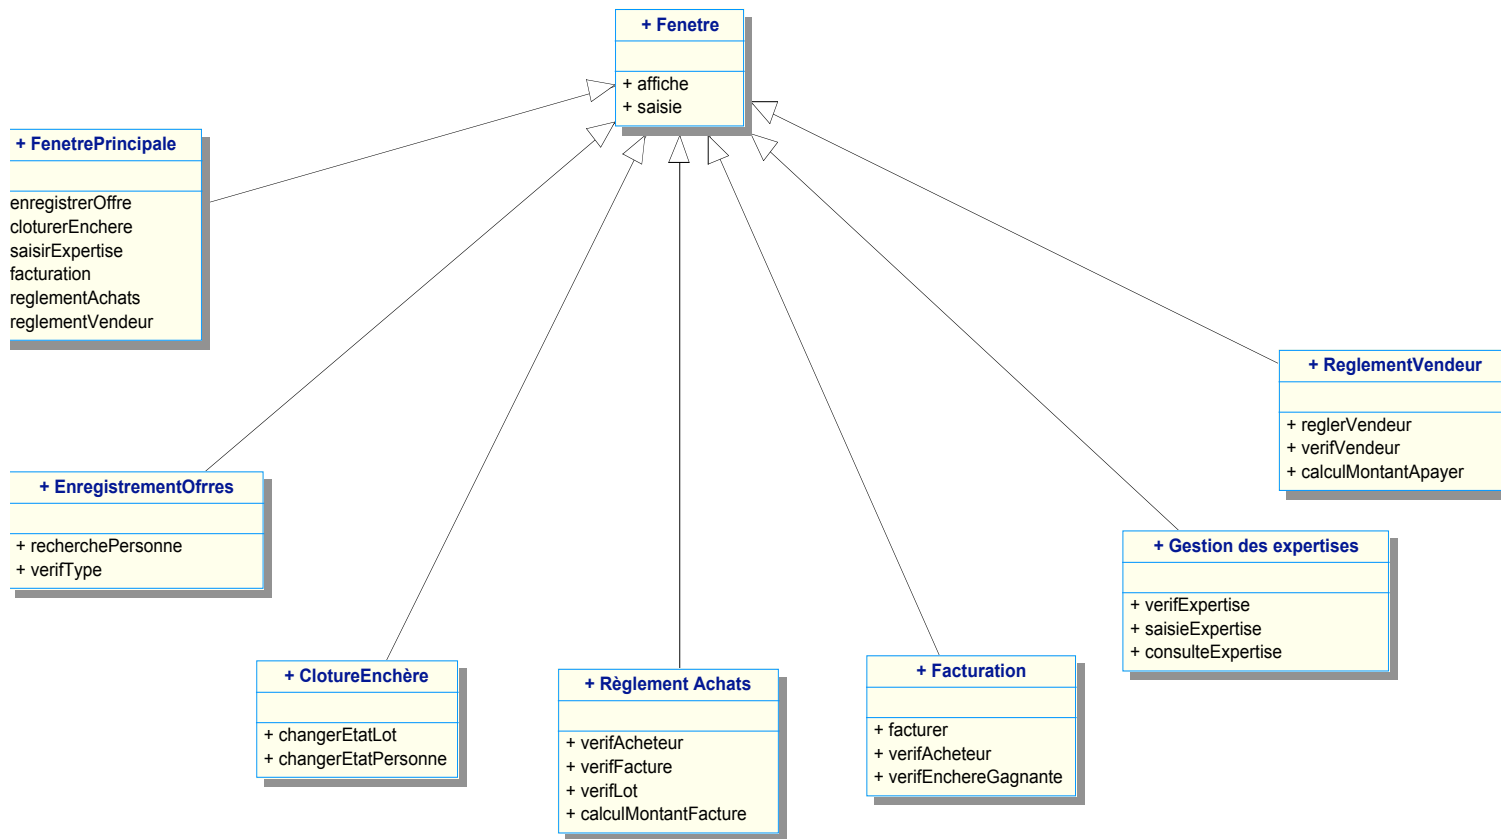 + Fenetre
+ affiche
+ saisie
+ FenetrePrincipale
enregistrerOffre
cloturerEnchere
saisirExpertise
facturation
reglementAchats
reglementVendeur
+ ReglementVendeur
+ reglerVendeur
+ verifVendeur
+ calculMontantApayer
+ EnregistrementOfrres
+ recherchePersonne
+ verifType
+ Gestion des expertises
+ verifExpertise
+ saisieExpertise
+ consulteExpertise
+ ClotureEnchère
+ changerEtatLot
+ changerEtatPersonne
+ Règlement Achats
+ verifAcheteur
+ verifFacture
+ verifLot
+ calculMontantFacture
+ Facturation
+ facturer
+ verifAcheteur
+ verifEnchereGagnante